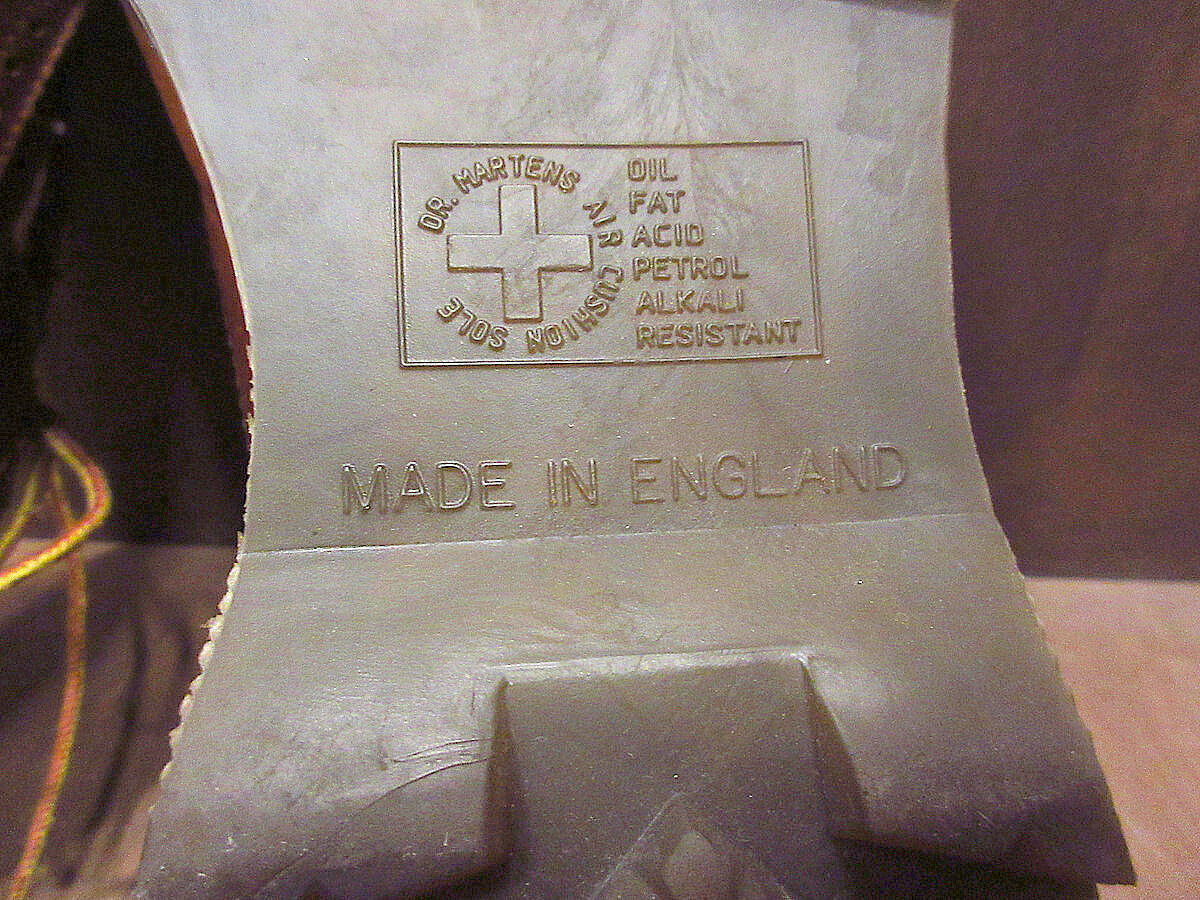 DR. MARTENS AIR CUSHION SOLE
OIL
FAT
ACID
PETROL
ALKALI
RESISTANT
MADE IN ENGLAND